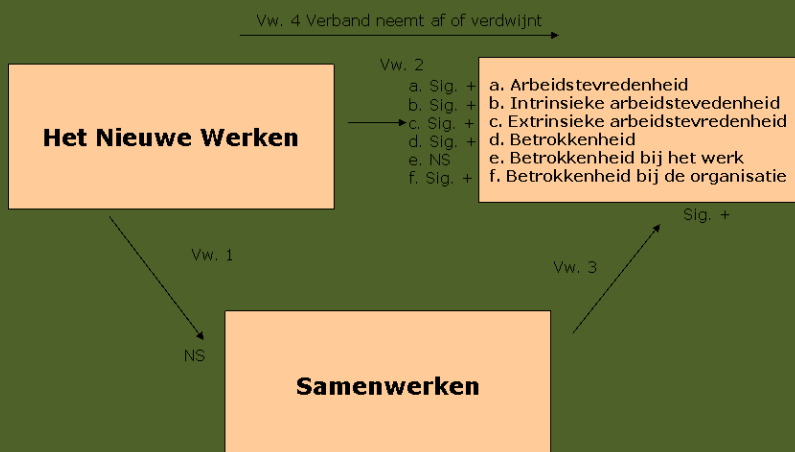 Vw. 4 Verband neemt af of verdwijnt
Vw. 2
a. Sig. +
b. Sig. +
c. Sig. +
d. Sig. +
e. NS
f. Sig. +
a. Arbeidstevredenheid
b. Intrinsieke arbeidstevedenheid
c. Extrinsieke arbeidstevredenheid
d. Betrokkenheid
e. Betrokkenheid bij het werk
f. Betrokkenheid bij de organisatie
Het Nieuwe Werken
Sig. +
Vw. 1
Vw. 3
NS
Samenwerken